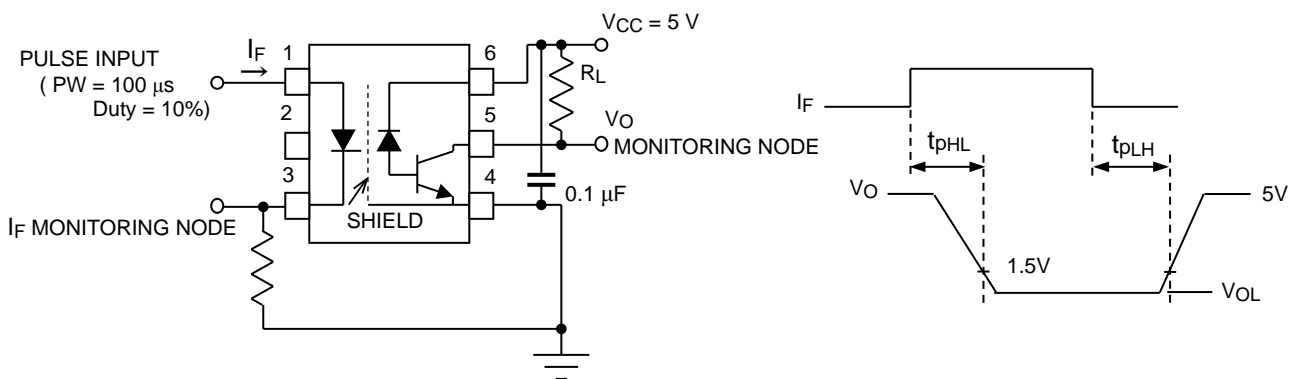 PULSE INPUT
( PW = 100 μs
Duty = 10%)
IF
1
2
3
6
5
4
SHIELD
IF MONITORING NODE
VCC = 5 V
RL
VO
MONITORING NODE
0.1 μF
IF
tpHL
tpLH
VO
5V
1.5V
VOL